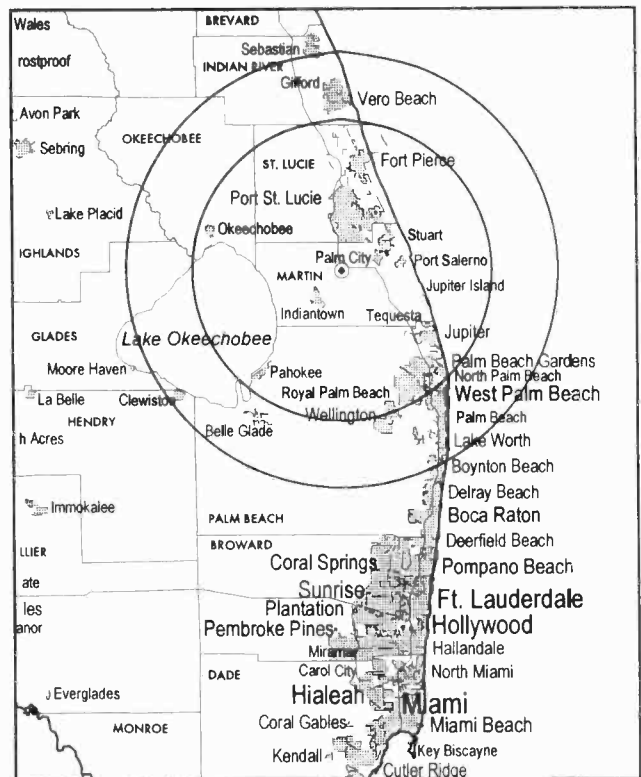 Wales
BREVARD
Sebastian
rostproof
INDIAN RIVER
Gifford
Vero Beach
Avon Park
OKEECHOBEE
Sebring
ST. LUCIE
Fort Pierce
Port St. Lucie
Lake Placid
Okeechobee
Stuart
IGHLANDS
Palm City
Port Salerno
MARTIN
Jupiter Island
Indiantown
Tequesta
GLADES
Lake Okeechobee
Jupiter
Moore Haven
Pahokee
Palm Beach Gardens
North Palm Beach
La Belle
Clewiston
Royal Palm Beach
West Palm Beach
HENDRY
Wellington
Palm Beach
h Acres
Belle Glade
Lake Worth
Boynton Beach
Delray Beach
Immokalee
PALM BEACH
Boca Raton
BROWARD
Deerfield Beach
LLIER
Coral Springs
Pompano Beach
ate
Sunrise
Ft. Lauderdale
les
Plantation
anor
Pembroke Pines
Hollywood
Miramar
Hallandale
DADE
Carol City
North Miami
Everglades
Hialeah
Miami
MONROE
Coral Gables
Miami Beach
Kendall
Key Biscayne
Cutler Ridge